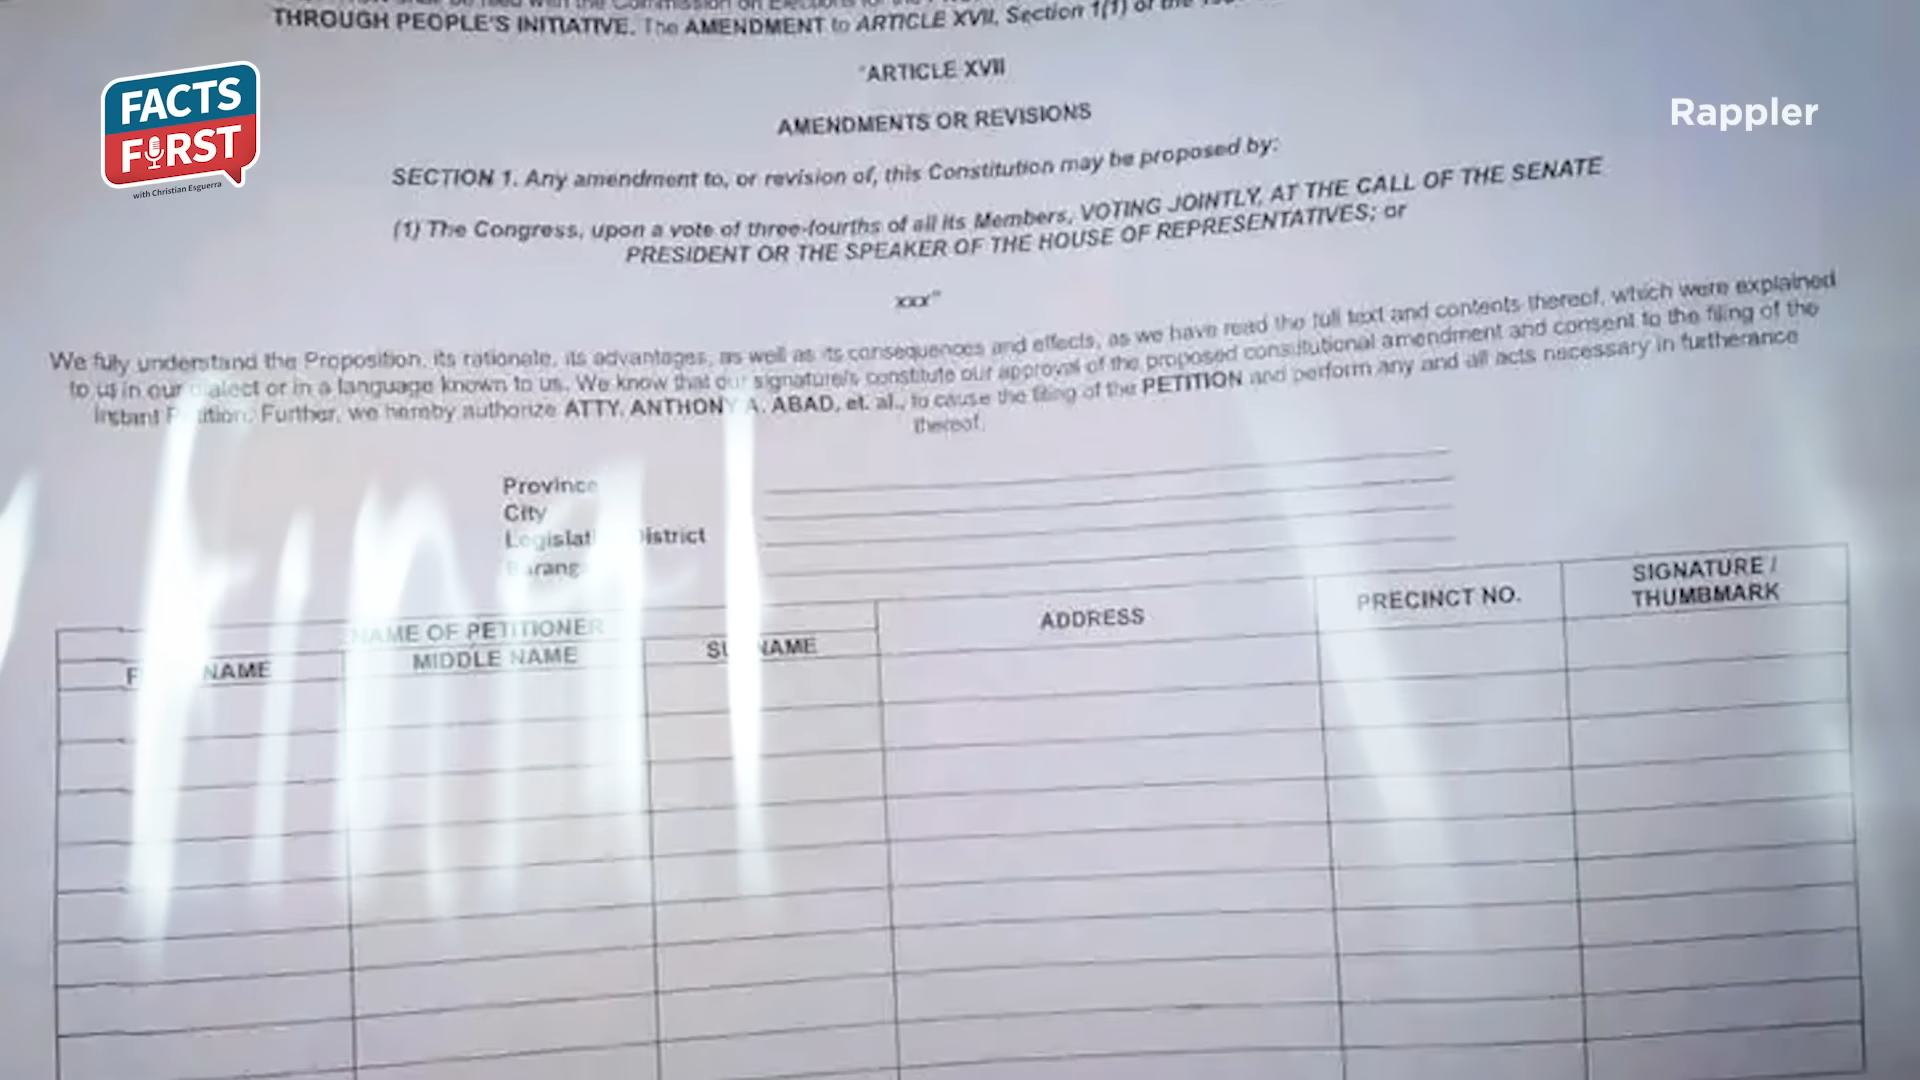 THROUGH PEOPLE'S INITIATIVE. The AMENDMENT to ARTICLE XVII, Section 1(1) of the
FACTS
FIRST
with Christian Esguerra
Rappler
"ARTICLE XVII
AMENDMENTS OR REVISIONS
SECTION 1. Any amendment to, or revision of, this Constitution may be proposed by:
(1) The Congress, upon a vote of three-fourths of all its Members, VOTING JOINTLY, AT THE CALL OF THE SENATE
PRESIDENT OR THE SPEAKER OF THE HOUSE OF REPRESENTATIVES; or
xxx"
We fully understand the Proposition, its rationale, its advantages, as well as its consequences and effects, as we have read the full text and contents thereof, which were explained
to us in our dialect or in a language known to us. We know that our signature/s constitute our approval of the proposed constitutional amendment and consent to the filing of the
Instant Petition. Further, we hereby authorize ATTY. ANTHONY A. ABAD, et. al., to cause the filing of the PETITION and perform any and all acts necessary in furtherance
thereof.
Province
City
Legislat District
arang
NAME OF PETITIONER
ADDRESS
PRECINCT NO.
SIGNATURE /
THUMBMARK
NAME
MIDDLE NAME
SURNAME